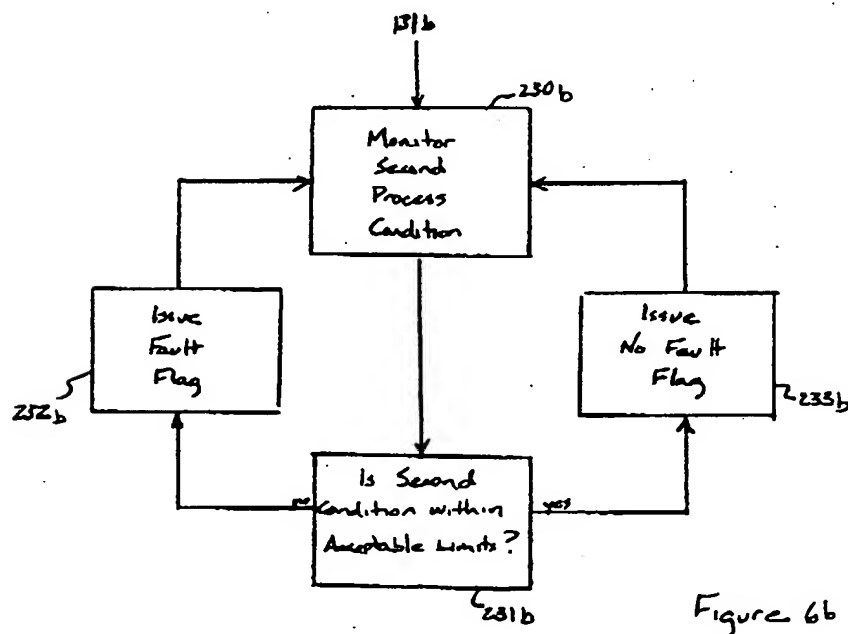 131b
230b
Monitor
Second
Process
Condition
Issue
Fault
Flag
232b
Issue
No Fault
Flag
233b
no
Is Second
Condition within
Acceptable Limits?
yes
231b
Figure 6b